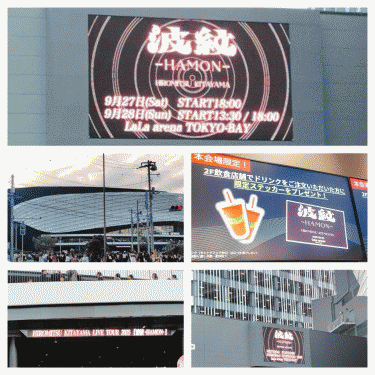 波紋
-HAMON-
HIROMITSU KITAYAMA
9月27日(Sat) START18:00
9月28日(Sun) START13:30 / 18:00
LaLa arena TOKYO-BAY
本会場限定!
2F飲食店舗でドリンクをご注文いただいた方に
限定ステッカーをプレゼント!
波紋
-HAMON-
HIROMITSU KITAYAMA LIVE TOUR 2025 「波紋-HAMON-」
波紋